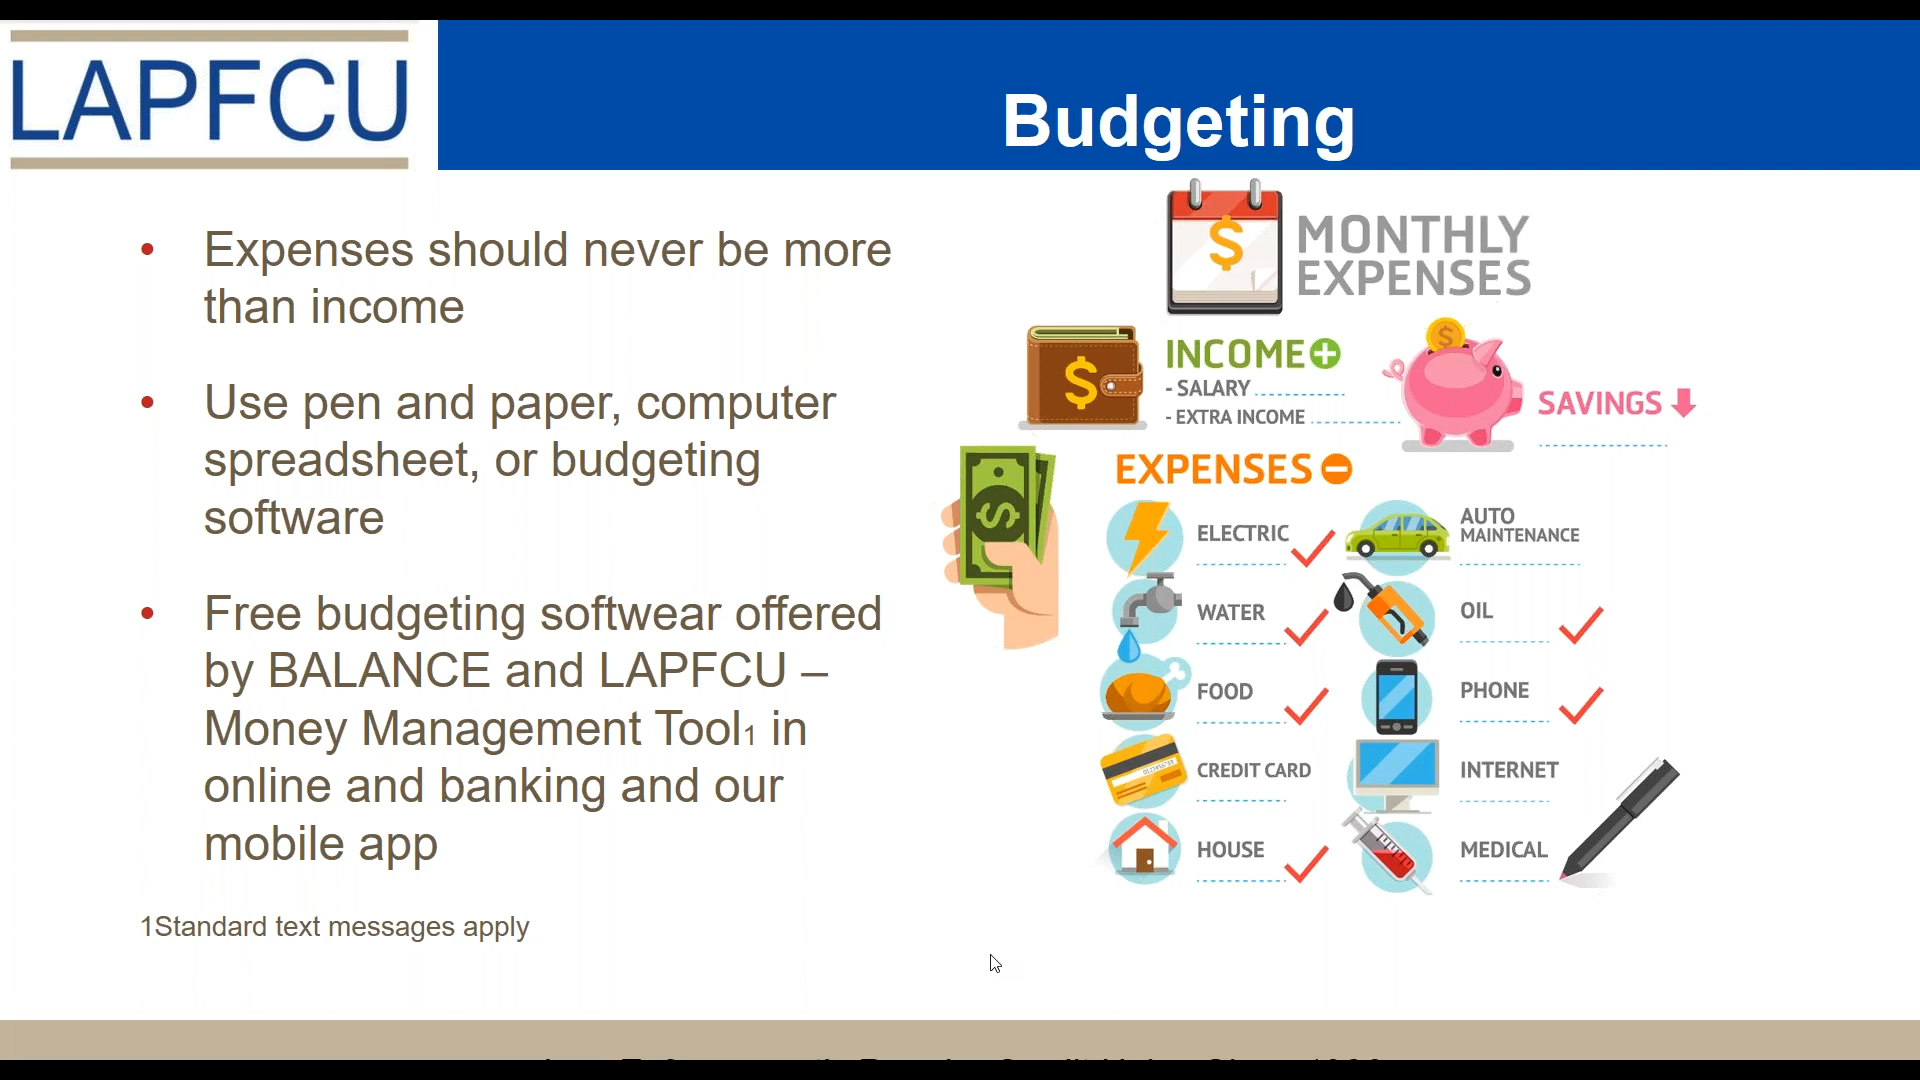 LAPFCU
Budgeting
• Expenses should never be more
than income
• Use pen and paper, computer
spreadsheet, or budgeting
software
• Free budgeting softwear offered
by BALANCE and LAPFCU –
Money Management Tool1 in
online and banking and our
mobile app
1Standard text messages apply
MONTHLY
EXPENSES
INCOME
- SALARY
- EXTRA INCOME
SAVINGS
EXPENSES
ELECTRIC
AUTO
MAINTENANCE
WATER
OIL
FOOD
PHONE
CREDIT CARD
INTERNET
HOUSE
MEDICAL